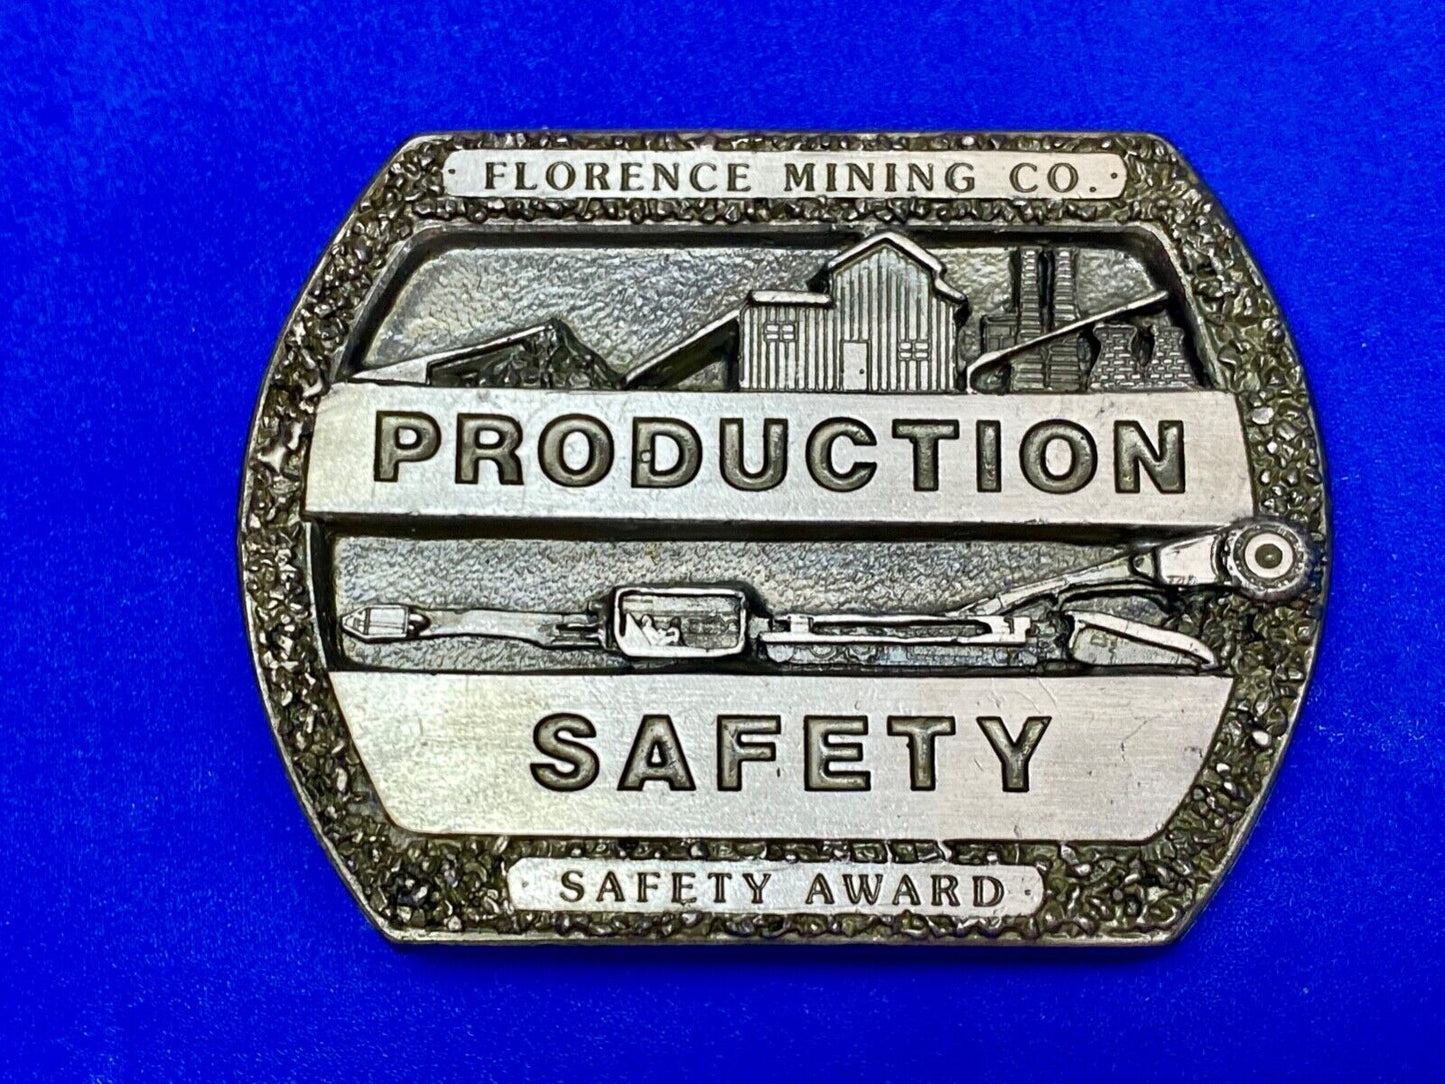 · FLORENCE MINING CO. ·
PRODUCTION
SAFETY
· SAFETY AWARD ·